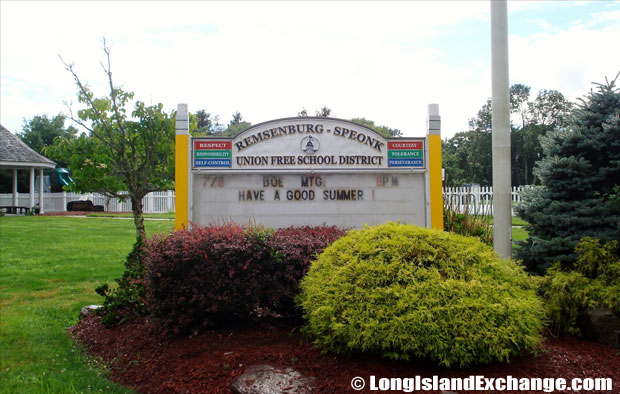 REMSENBURG - SPEONK
UNION FREE SCHOOL DISTRICT
RESPECT
RESPONSIBILITY
SELF-CONTROL
COURTESY
TOLERANCE
PERSEVERANCE
7/8 BOE MTG. 8PM
HAVE A GOOD SUMMER !
© LongIslandExchange.com